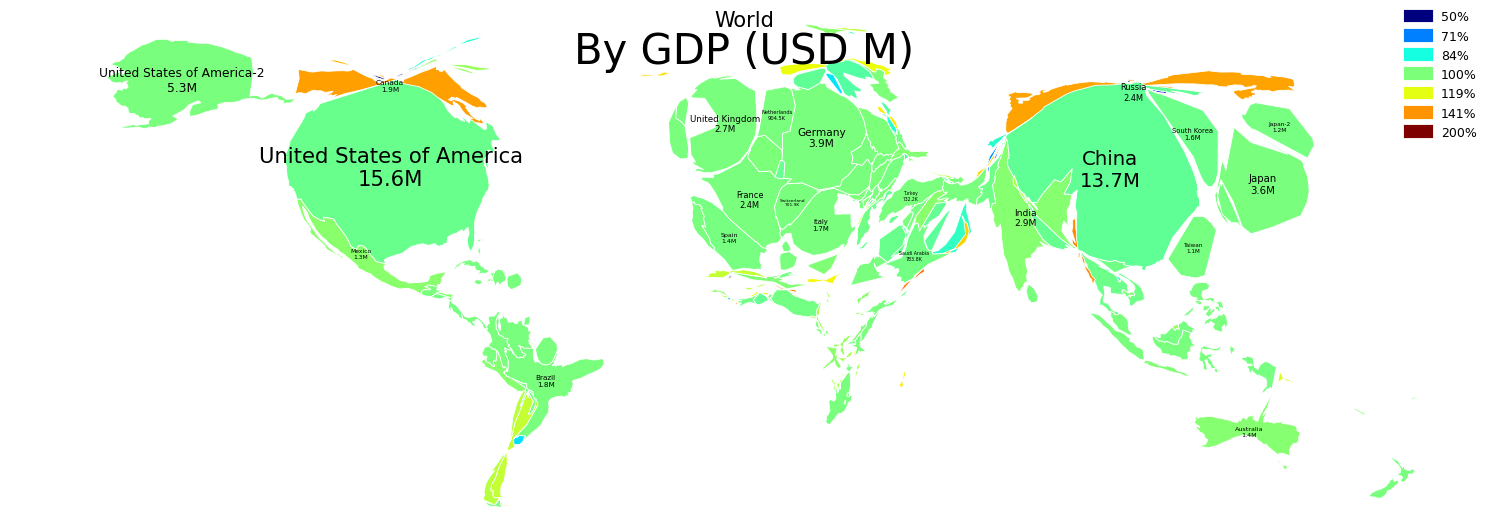 World
By GDP (USD M)
50%
71%
84%
100%
119%
141%
200%
United States of America-2
5.3M
Canada
1.9M
United States of America
15.6M
Mexico
1.3M
Brazil
1.8M
United Kingdom
2.7M
Netherlands
904.5K
Germany
3.9M
France
2.4M
Switzerland
701.9K
Italy
1.7M
Spain
1.4M
Turkey
732.2K
Saudi Arabia
783.8K
Russia
2.4M
South Korea
1.6M
China
13.7M
India
2.9M
Japan-2
1.2M
Japan
3.6M
Taiwan
1.1M
Australia
1.4M